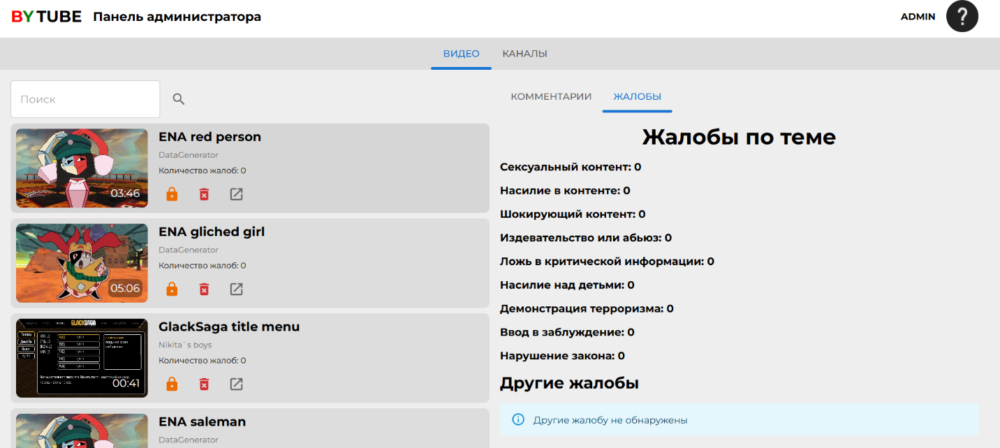 BY TUBE Панель администратора
ADMIN
?
ВИДЕО КАНАЛЫ
Поиск
ENA red person
DataGenerator
Количество жалоб: 0
03:46
ENA gliched girl
DataGenerator
Количество жалоб: 0
05:06
GLACKSAGA
GlackSaga title menu
Nikita`s boys
Количество жалоб: 0
00:41
ENA saleman
DataGenerator
КОММЕНТАРИИ ЖАЛОБЫ
Жалобы по теме
Сексуальный контент: 0
Насилие в контенте: 0
Шокирующий контент: 0
Издевательство или абьюз: 0
Ложь в критической информации: 0
Насилие над детьми: 0
Демонстрация терроризма: 0
Ввод в заблуждение: 0
Нарушение закона: 0
Другие жалобы
Другие жалобу не обнаружены